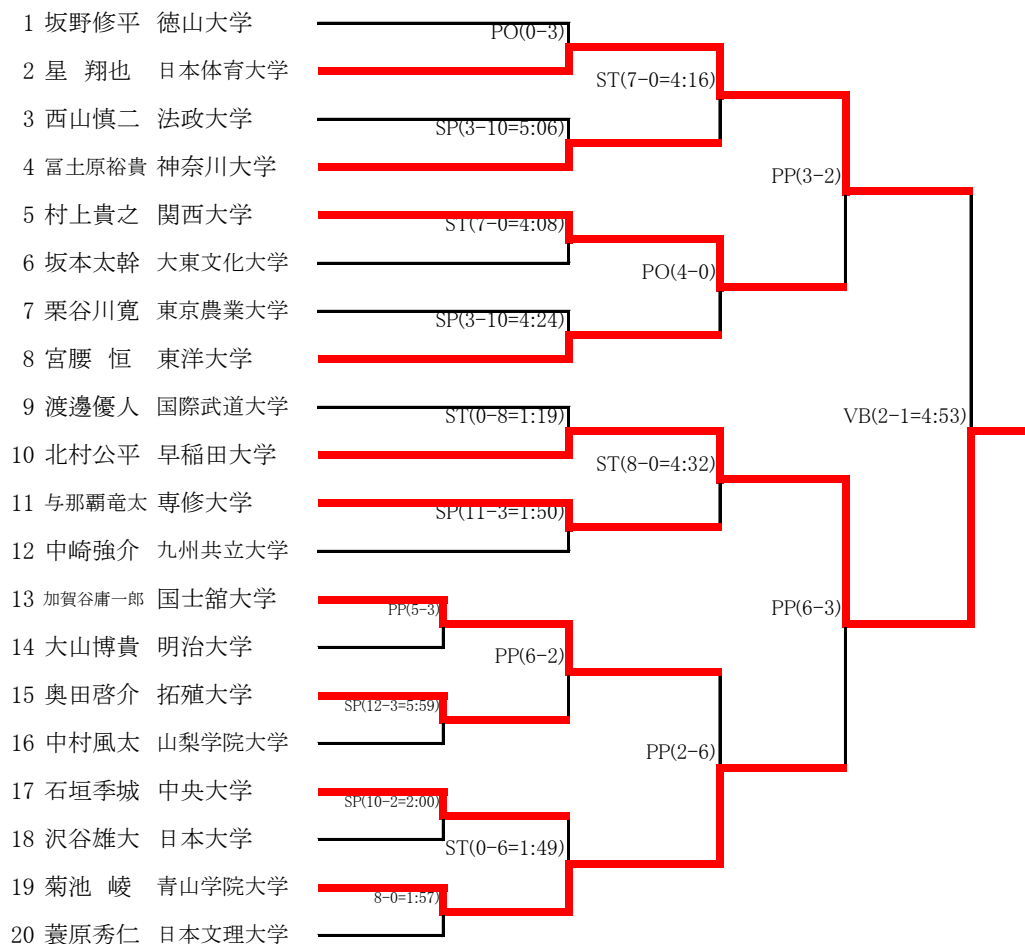 1 坂野修平 徳山大学
PO(0-3)
2 星 翔也 日本体育大学
ST(7-0=4:16)
3 西山慎二 法政大学
SP(3-10=5:06)
4 冨土原裕貴 神奈川大学
PP(3-2)
5 村上貴之 関西大学
ST(7-0=4:08)
6 坂本太幹 大東文化大学
PO(4-0)
7 栗谷川寛 東京農業大学
SP(3-10=4:24)
8 宮腰 恒 東洋大学
9 渡邊優人 国際武道大学
ST(0-8=1:19)
VB(2-1=4:53)
10 北村公平 早稲田大学
ST(8-0=4:32)
11 与那覇竜太 専修大学
SP(11-3=1:50)
12 中崎強介 九州共立大学
13 加賀谷庸一郎 国士舘大学
PP(5-3)
PP(6-3)
14 大山博貴 明治大学
PP(6-2)
15 奥田啓介 拓殖大学
SP(12-3=5:59)
16 中村風太 山梨学院大学
PP(2-6)
17 石垣季城 中央大学
SP(10-2=2:00)
18 沢谷雄大 日本大学
ST(0-6=1:49)
19 菊池 崚 青山学院大学
8-0=1:57)
20 蓑原秀仁 日本文理大学